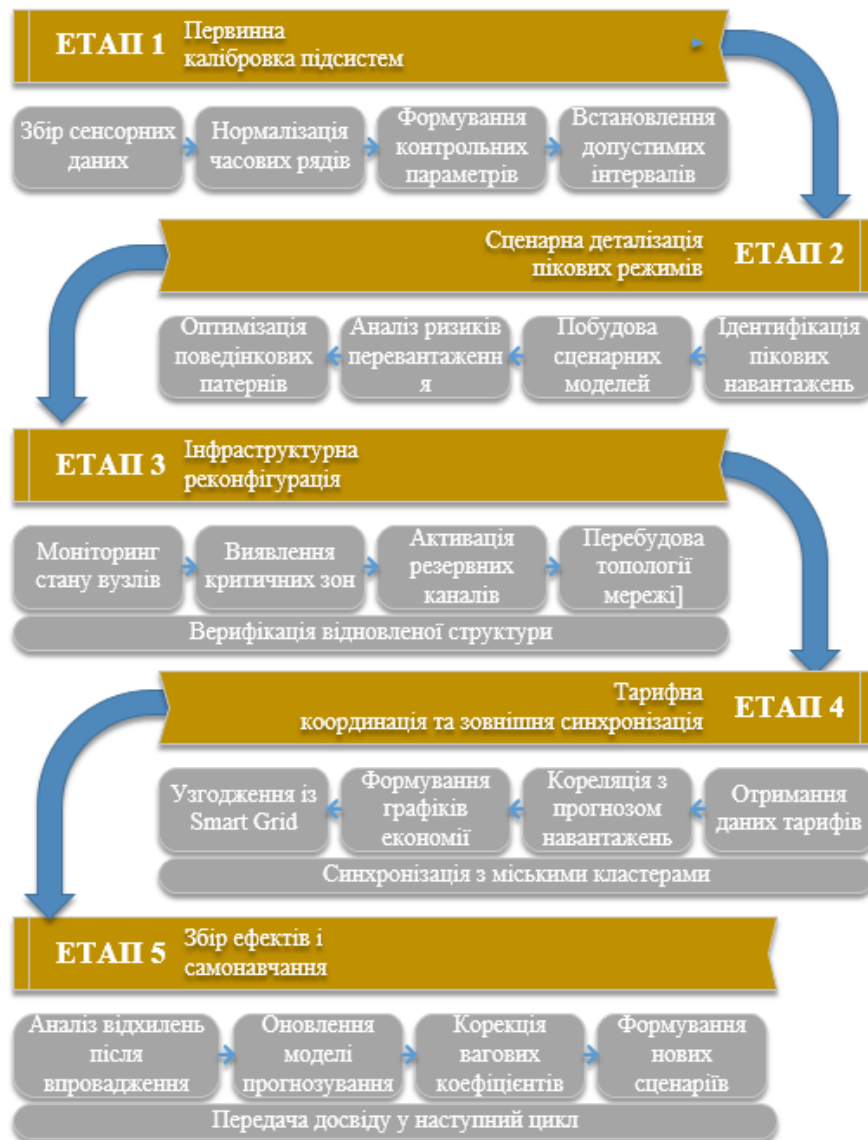 ЕТАП 1
Первинна
калібровка підсистем
Збір сенсорних
даних
Нормалізація
часових рядів
Формування
контрольних
параметрів
Встановлення
допустимих
інтервалів
Сценарна деталізація
пікових режимів
ЕТАП 2
Оптимізація
поведінкових
патернів
Аналіз ризиків
перевантаженн
я
Побудова
сценарних
моделей
Ідентифікація
пікових
навантажень
ЕТАП 3
Інфраструктурна
реконфігурація
Моніторинг
стану вузлів
Виявлення
критичних зон
Активація
резервних
каналів
Перебудова
топології
мережі]
Верифікація відновленої структури
Тарифна
координація та зовнішня синхронізація
ЕТАП 4
Узгодження із
Smart Grid
Формування
графіків
економії
Кореляція з
прогнозом
навантажень
Отримання
даних тарифів
Синхронізація з міськими кластерами
ЕТАП 5
Збір ефектів і
самонавчання
Аналіз відхилень
після
впровадження
Оновлення
моделі
прогнозування
Корекція
вагових
коефіцієнтів
Формування
нових
сценаріїв
Передача досвіду у наступний цикл